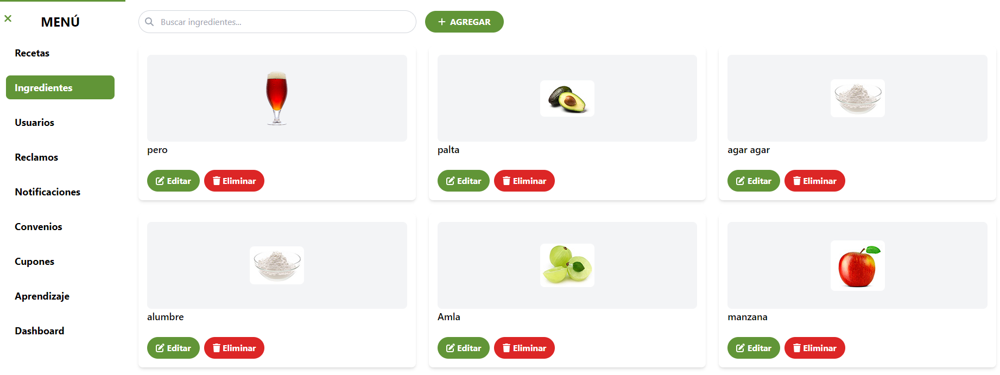 MENÚ
Recetas
Ingredientes
Usuarios
Reclamos
Notificaciones
Convenios
Cupones
Aprendizaje
Dashboard
Buscar ingredientes...
AGREGAR
pero
Editar Eliminar
palta
Editar Eliminar
agar agar
Editar Eliminar
alumbre
Editar Eliminar
Amla
Editar Eliminar
manzana
Editar Eliminar